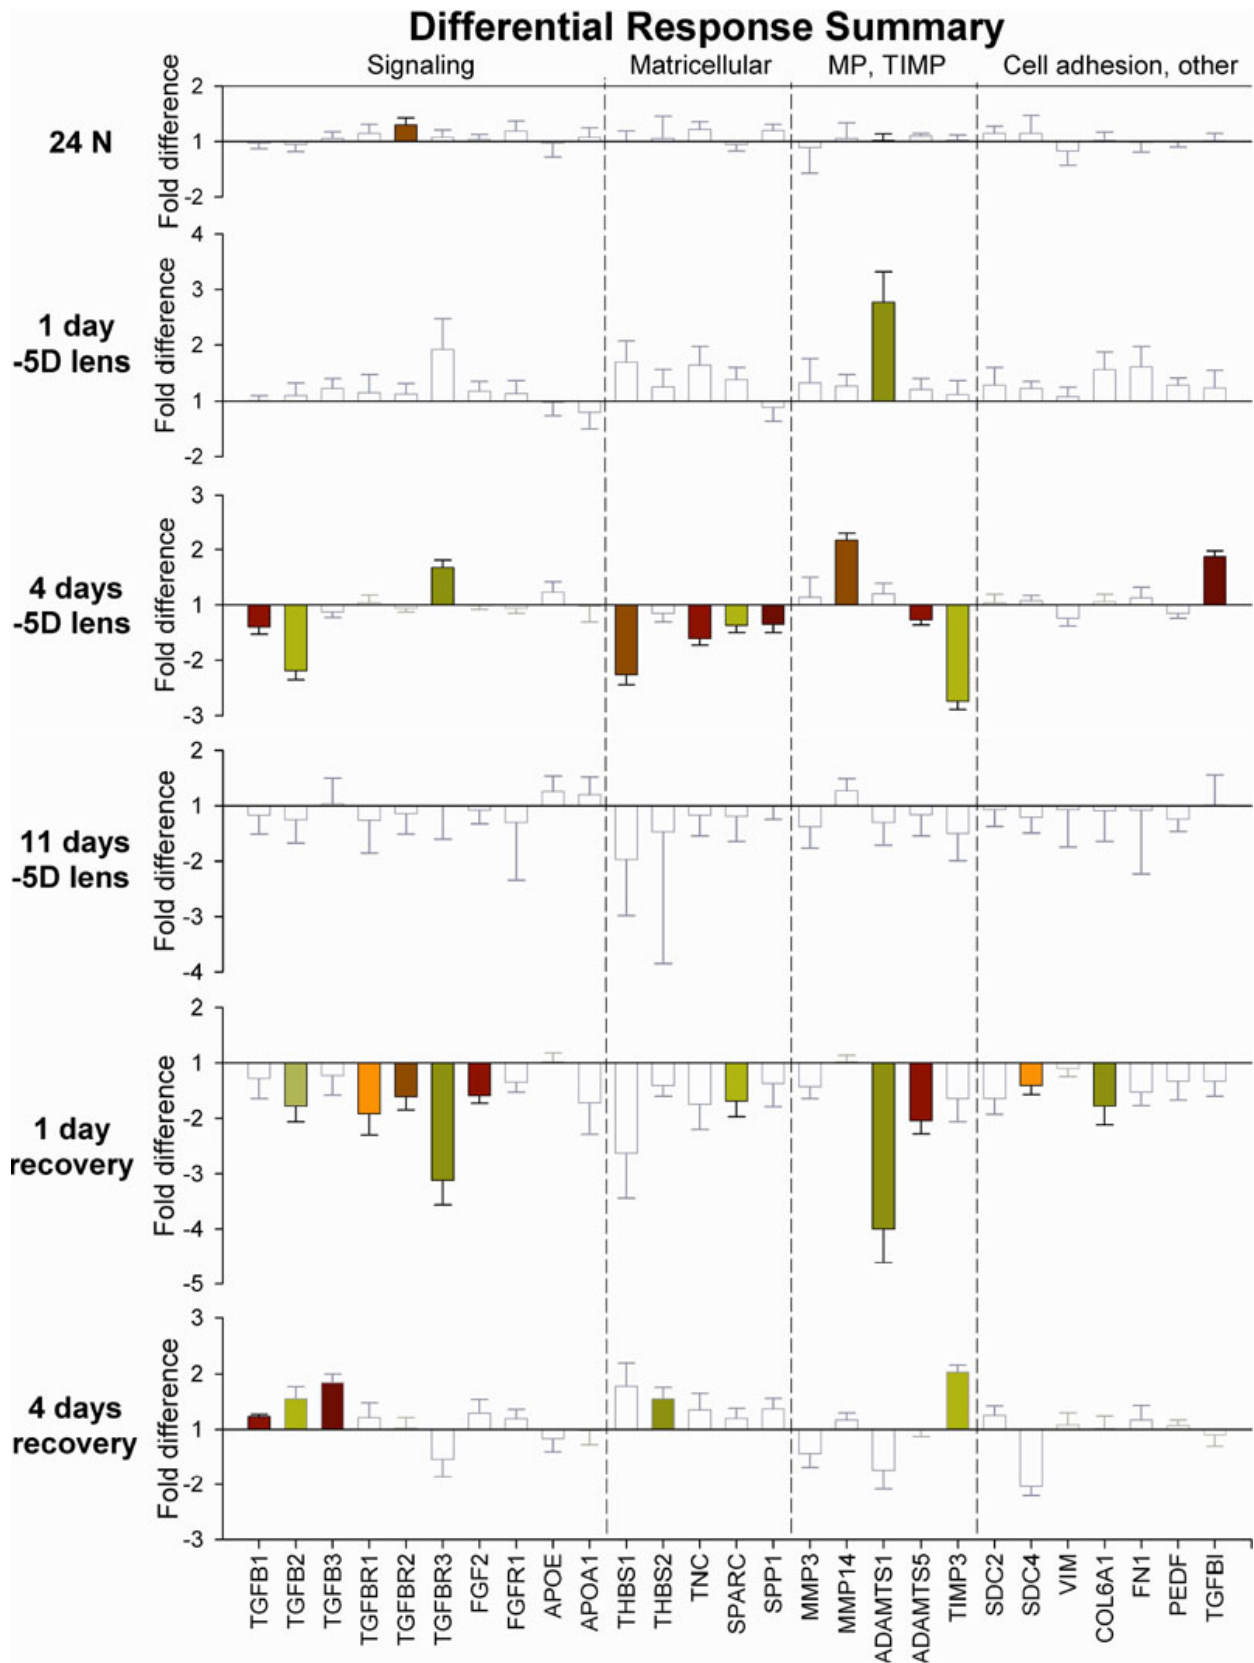 Differential Response Summary
Signaling Matricellular MP, TIMP Cell adhesion, other
24 N
Fold difference
2
1
-2
1 day
-5D lens
Fold difference
4
3
2
1
-2
4 days
-5D lens
Fold difference
3
2
1
-2
-3
11 days
-5D lens
Fold difference
2
1
-2
-3
-4
1 day
recovery
Fold difference
2
1
-2
-3
-4
-5
4 days
recovery
Fold difference
3
2
1
-2
-3
TGFB1 TGFB2 TGFB3 TGFBR1 TGFBR2 TGFBR3 FGF2 FGFR1 APOE APOA1 THBS1 THBS2 TNC SPARC SPP1 MMP3 MMP14 ADAMTS1 ADAMTS5 TIMP3 SDC2 SDC4 VIM COL6A1 FN1 PEDF TGFBI